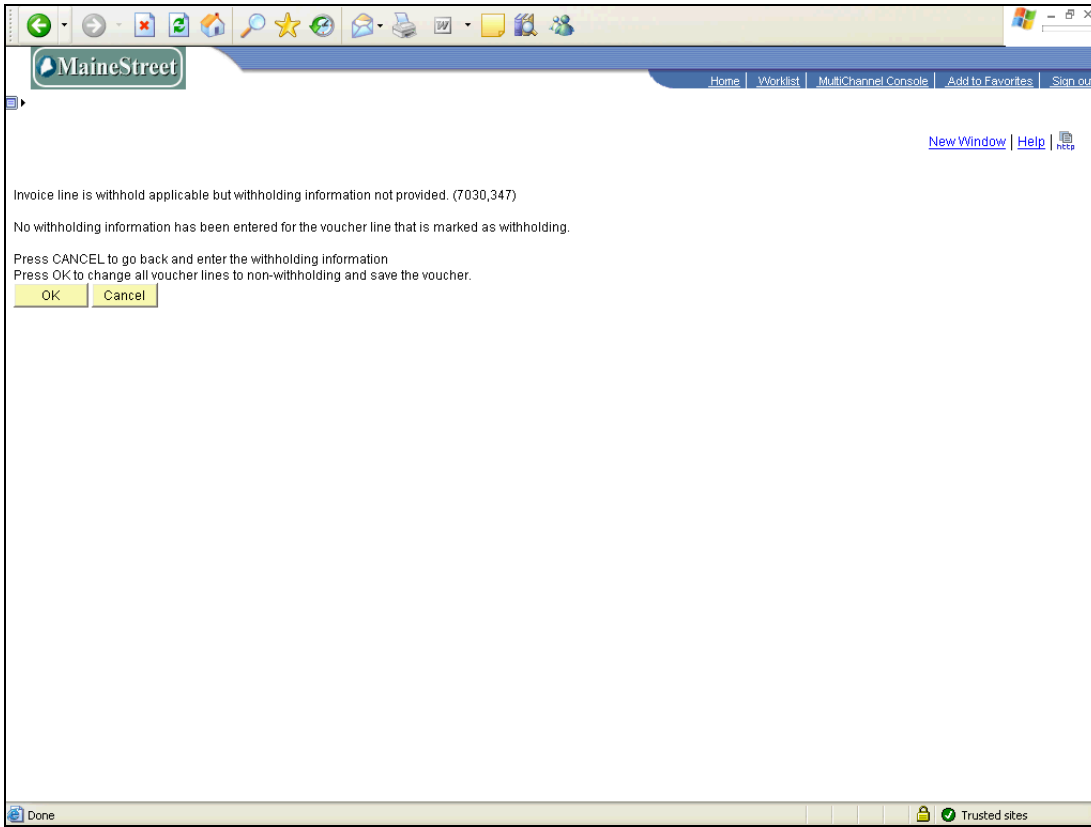 MaineStreet
Home | Worklist | MultiChannel Console | Add to Favorites | Sign ou
New Window | Help | http
Invoice line is withhold applicable but withholding information not provided. (7030,347)
No withholding information has been entered for the voucher line that is marked as withholding.
Press CANCEL to go back and enter the withholding information
Press OK to change all voucher lines to non-withholding and save the voucher.
OK Cancel
Done Trusted sites